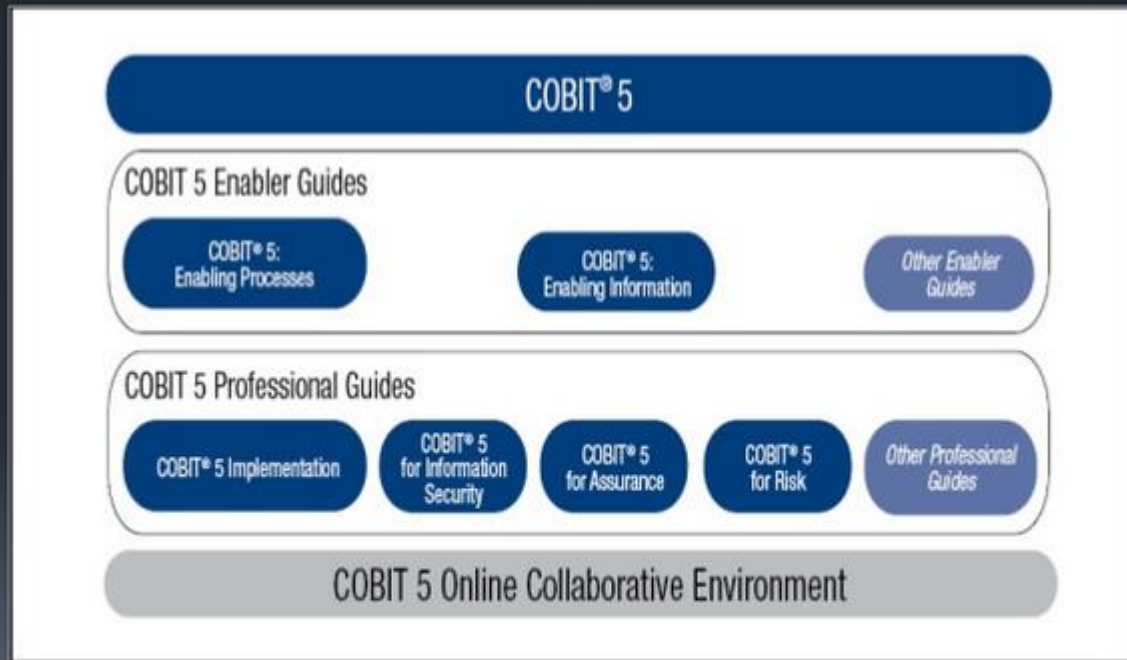 COBIT® 5
COBIT 5 Enabler Guides
COBIT® 5:
Enabling Processes
COBIT® 5:
Enabling Information
Other Enabler
Guides
COBIT 5 Professional Guides
COBIT® 5 Implementation
COBIT® 5
for Information
Security
COBIT® 5
for Assurance
COBIT® 5
for Risk
Other Professional
Guides
COBIT 5 Online Collaborative Environment